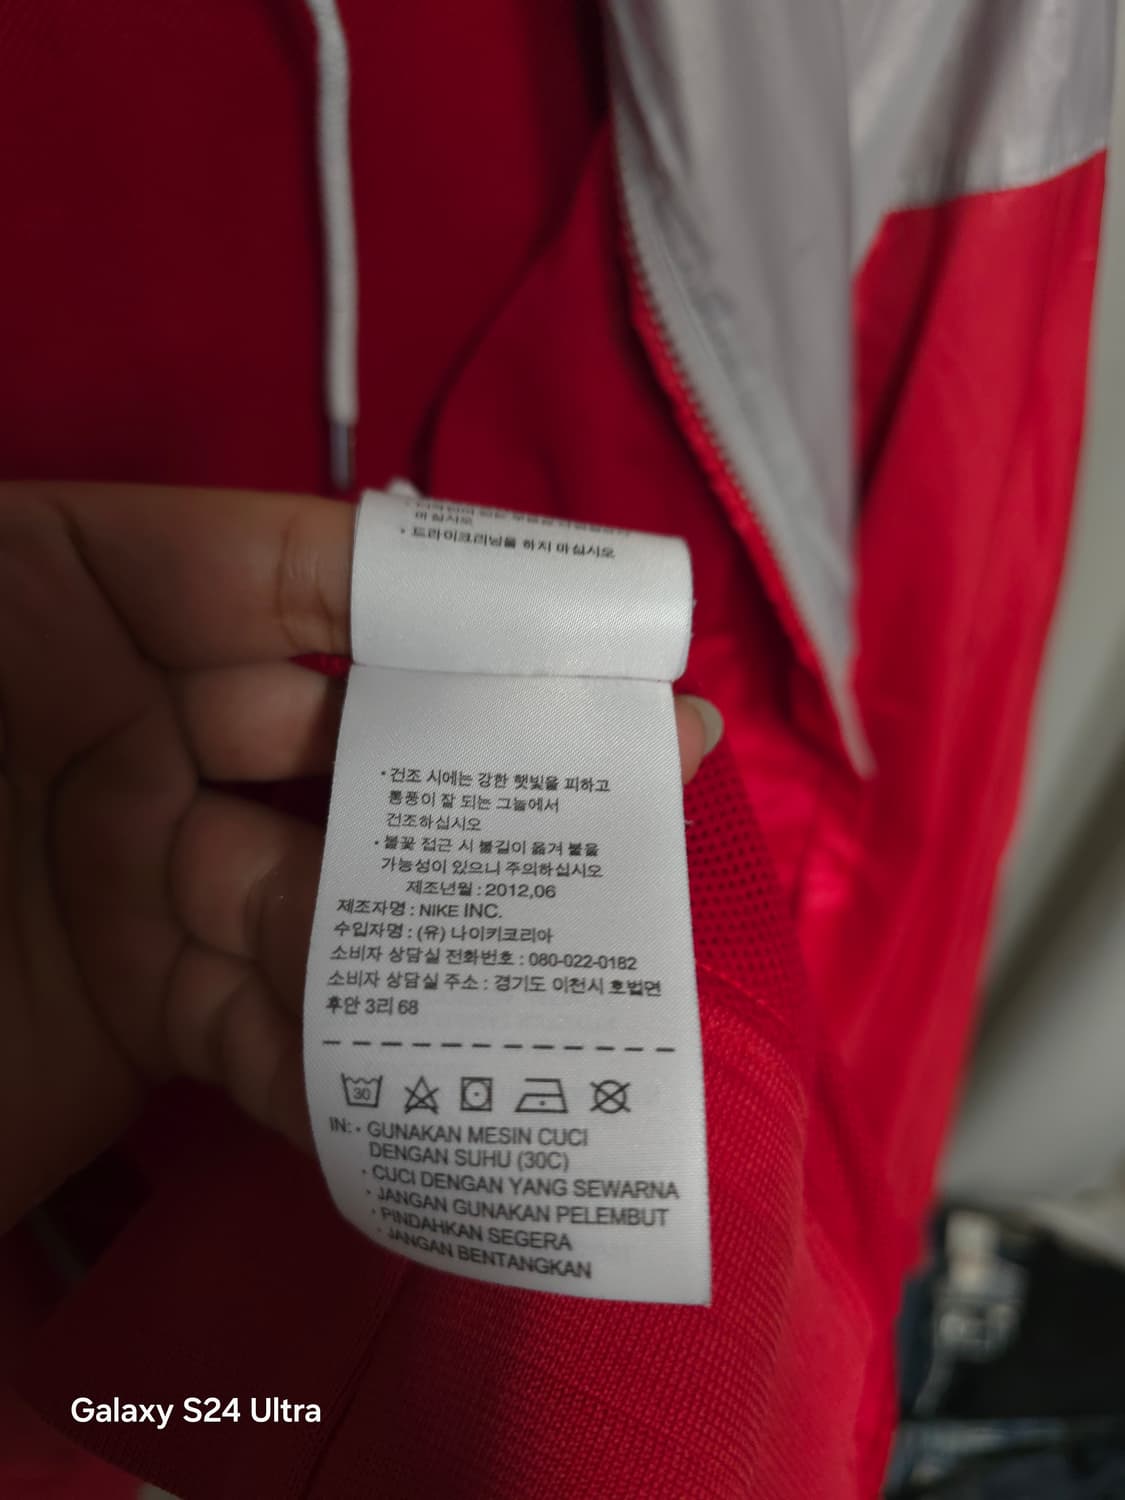 마십시오
• 드라이크리닝을 하지 마십시오
• 건조 시에는 강한 햇빛을 피하고
통풍이 잘 되는 그늘에서
건조하십시오
• 불꽃 접근 시 불길이 옮겨 붙을
가능성이 있으니 주의하십시오
제조년월 : 2012,06
제조자명 : NIKE INC.
수입자명 : (유) 나이키코리아
소비자 상담실 전화번호 : 080-022-0182
소비자 상담실 주소 : 경기도 이천시 호법면
후안 3리 68
30
IN: • GUNAKAN MESIN CUCI
DENGAN SUHU (30C)
• CUCI DENGAN YANG SEWARNA
• JANGAN GUNAKAN PELEMBUT
• PINDAHKAN SEGERA
• JANGAN BENTANGKAN
Galaxy S24 Ultra